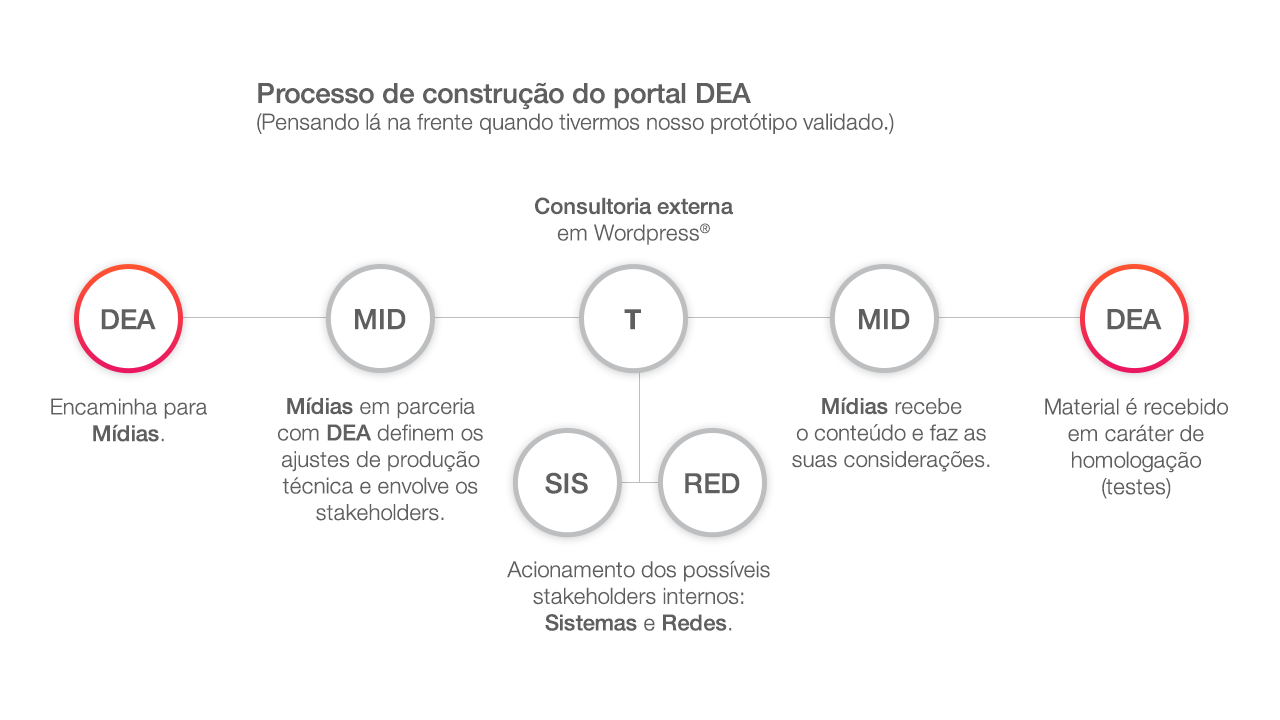 Processo de construção do portal DEA
(Pensando lá na frente quando tivermos nosso protótipo validado.)
Consultoria externa
em Wordpress®
DEA
MID
T
MID
DEA
Encaminha para
Mídias.
Mídias em parceria
com DEA definem os
ajustes de produção
técnica e envolve os
stakeholders.
SIS
RED
Acionamento dos possíveis
stakeholders internos:
Sistemas e Redes.
Mídias recebe
o conteúdo e faz as
suas considerações.
Material é recebido
em caráter de
homologação
(testes)